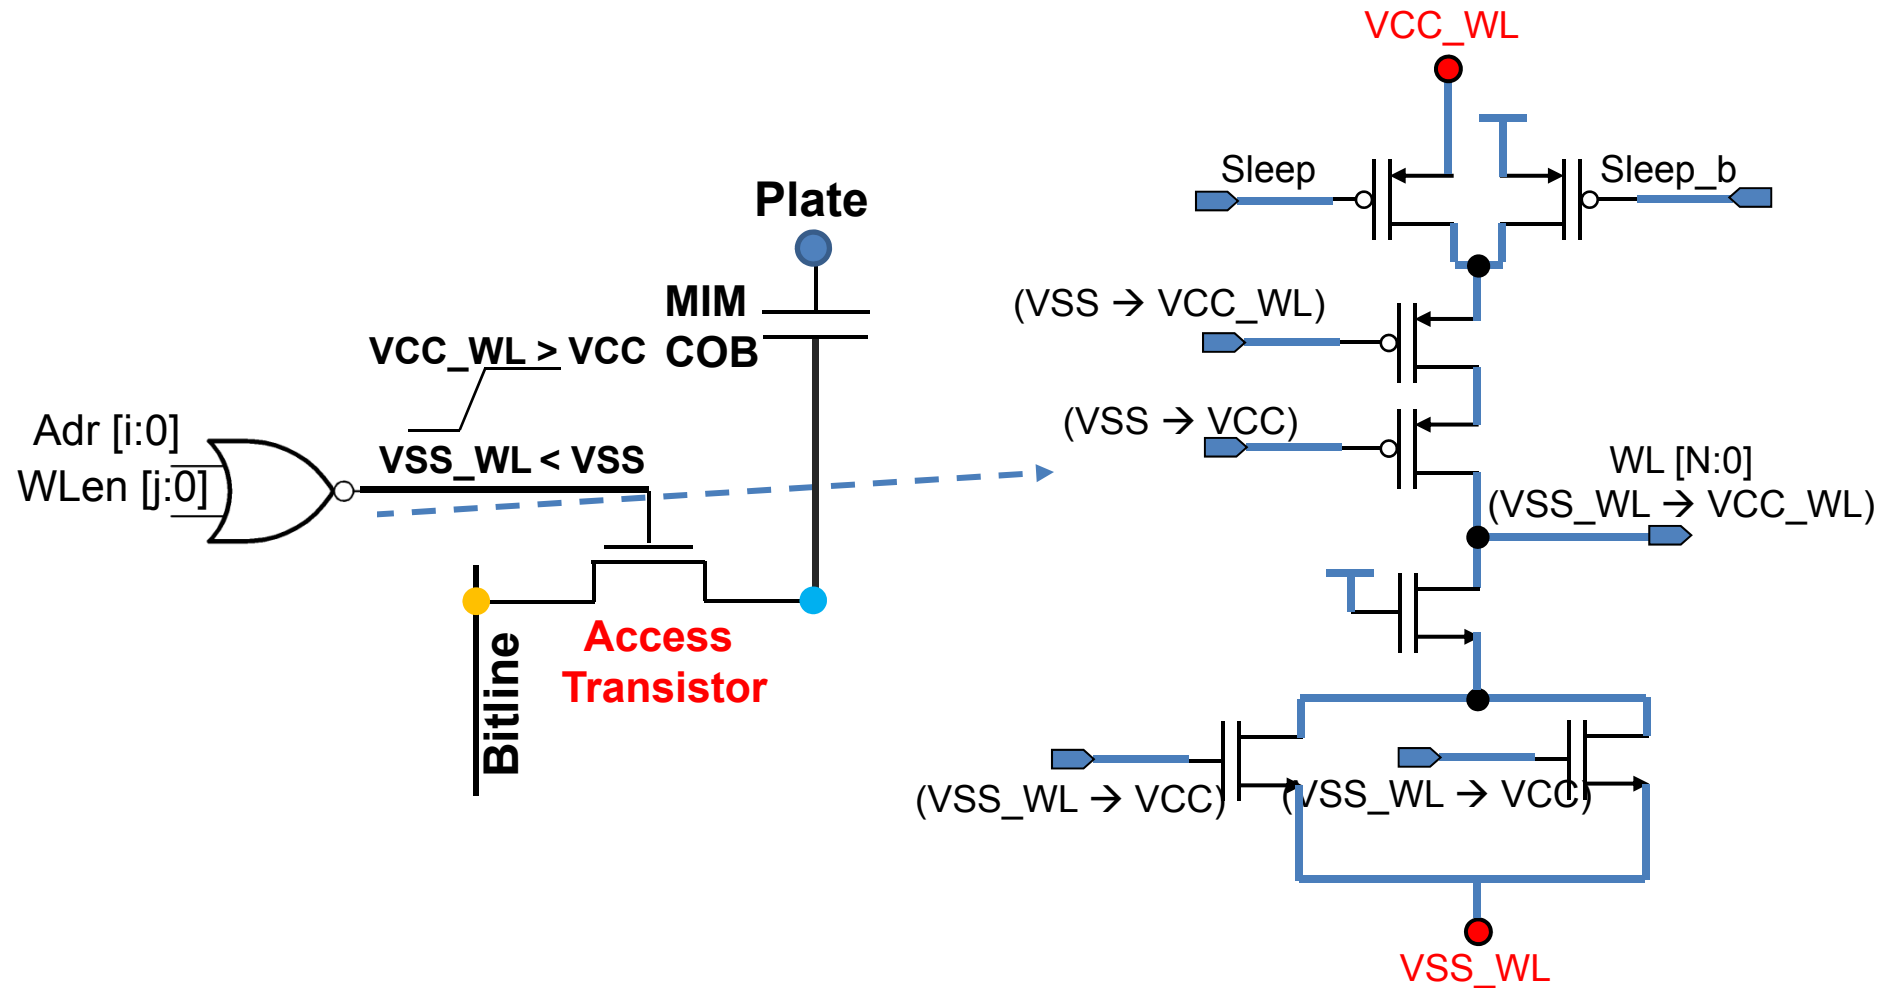 VCC_WL
Sleep
Sleep_b
Plate
(VSS → VCC_WL)
MIM
COB
VCC_WL > VCC
(VSS → VCC)
Adr [i:0]
WLen [j:0]
VSS_WL < VSS
WL [N:0]
(VSS_WL → VCC_WL)
Access
Transistor
Bitline
(VSS_WL → VCC)
(VSS_WL → VCC)
VSS_WL